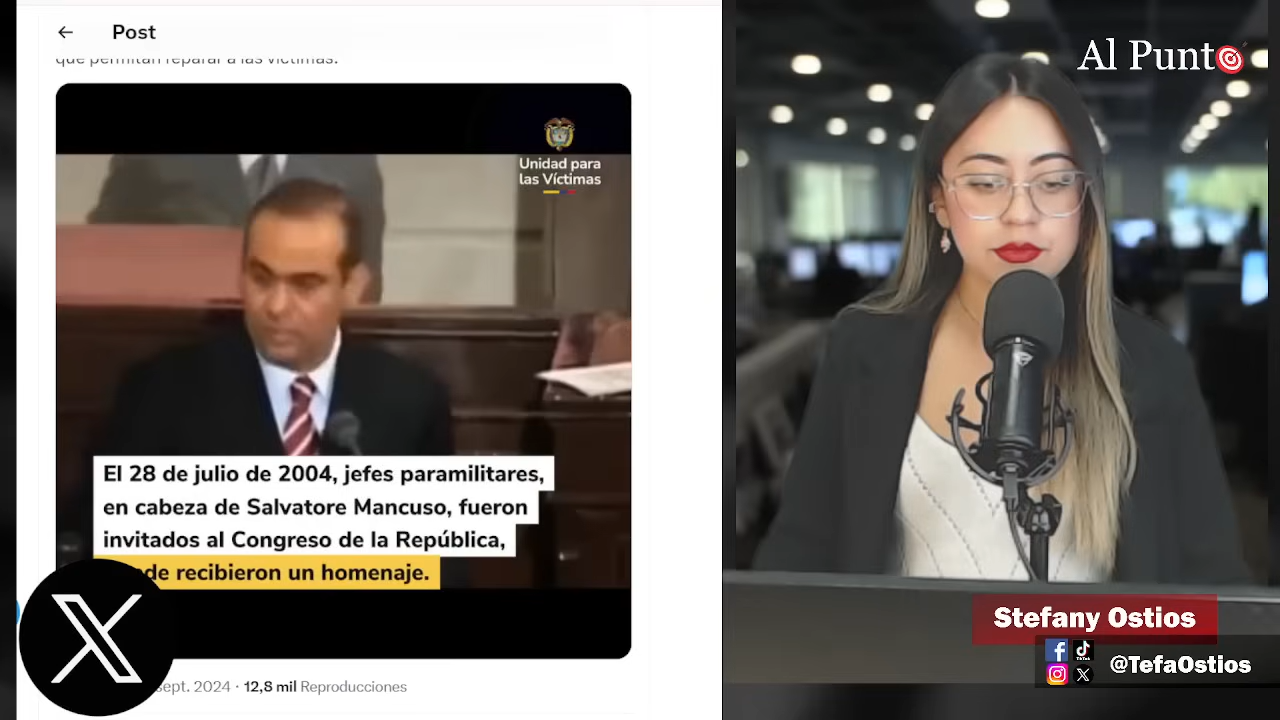 Post
que permitan reparar a las víctimas.
Unidad para
las Víctimas
El 28 de julio de 2004, jefes paramilitares,
en cabeza de Salvatore Mancuso, fueron
invitados al Congreso de la República,
recibieron un homenaje.
sept. 2024 · 12,8 mil Reproducciones
Al Punto
Stefany Ostios
TikTok
@TefaOstios